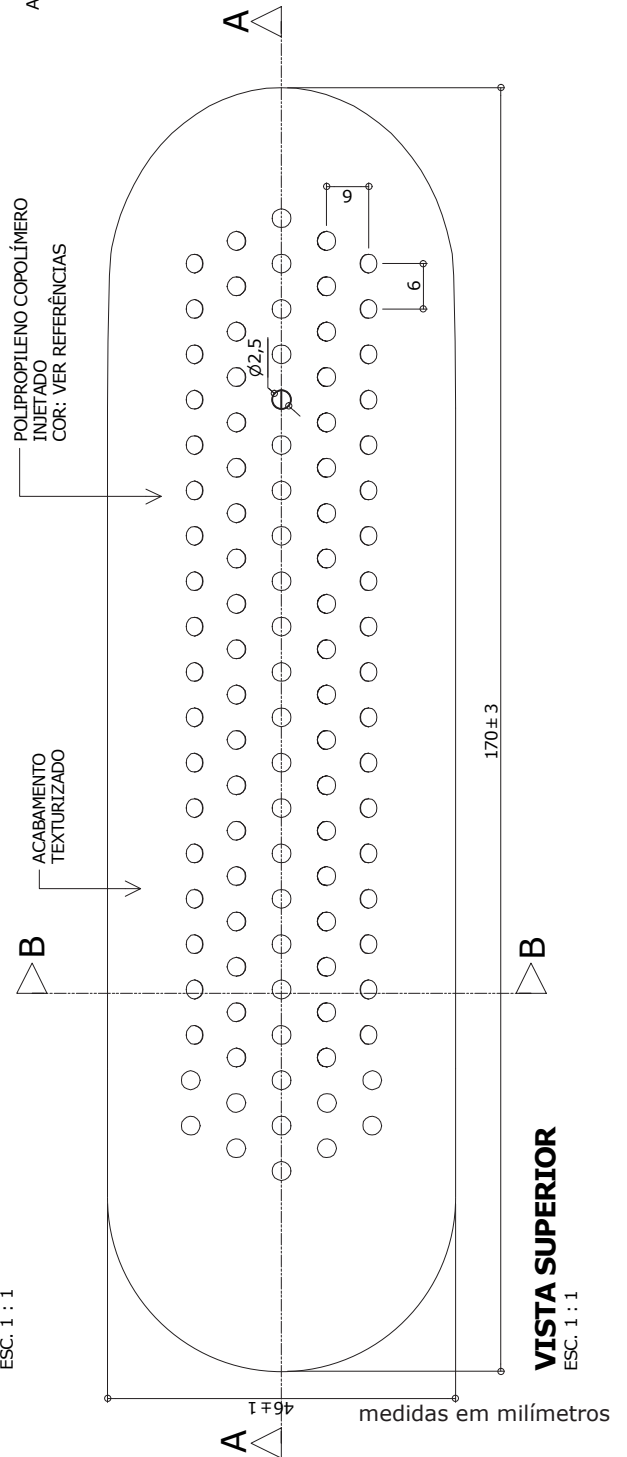 A
ESC. 1 : 1
POLIPROPILENO COPOLÍMERO
INJETADO
COR: VER REFERÊNCIAS
ACABAMENTO
TEXTURIZADO
B
B
A
A
6
6
Ø2,5
170±3
46±1
VISTA SUPERIOR
ESC. 1 : 1
medidas em milímetros